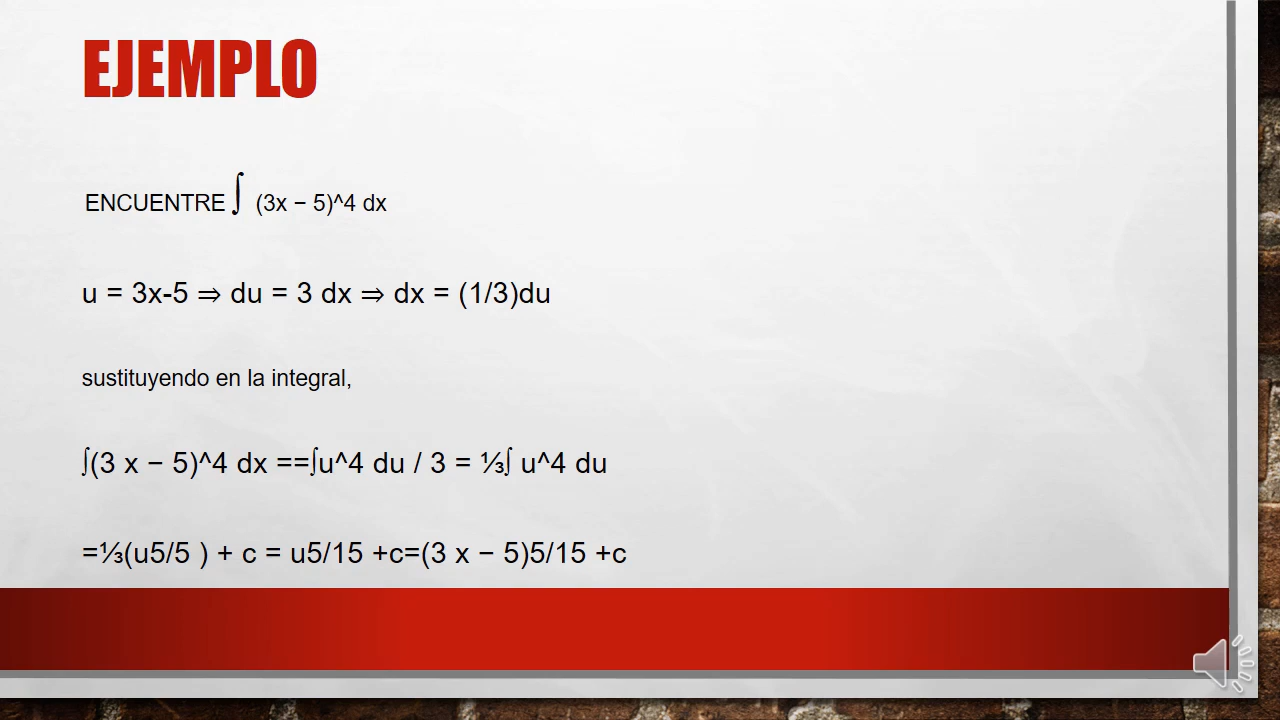 EJEMPLO
ENCUENTRE ∫ (3x − 5)^4 dx
u = 3x-5 ⇒ du = 3 dx ⇒ dx = (1/3)du
sustituyendo en la integral,
∫(3 x − 5)^4 dx ==∫u^4 du / 3 = ⅓∫ u^4 du
=⅓(u5/5 ) + c = u5/15 +c=(3 x − 5)5/15 +c